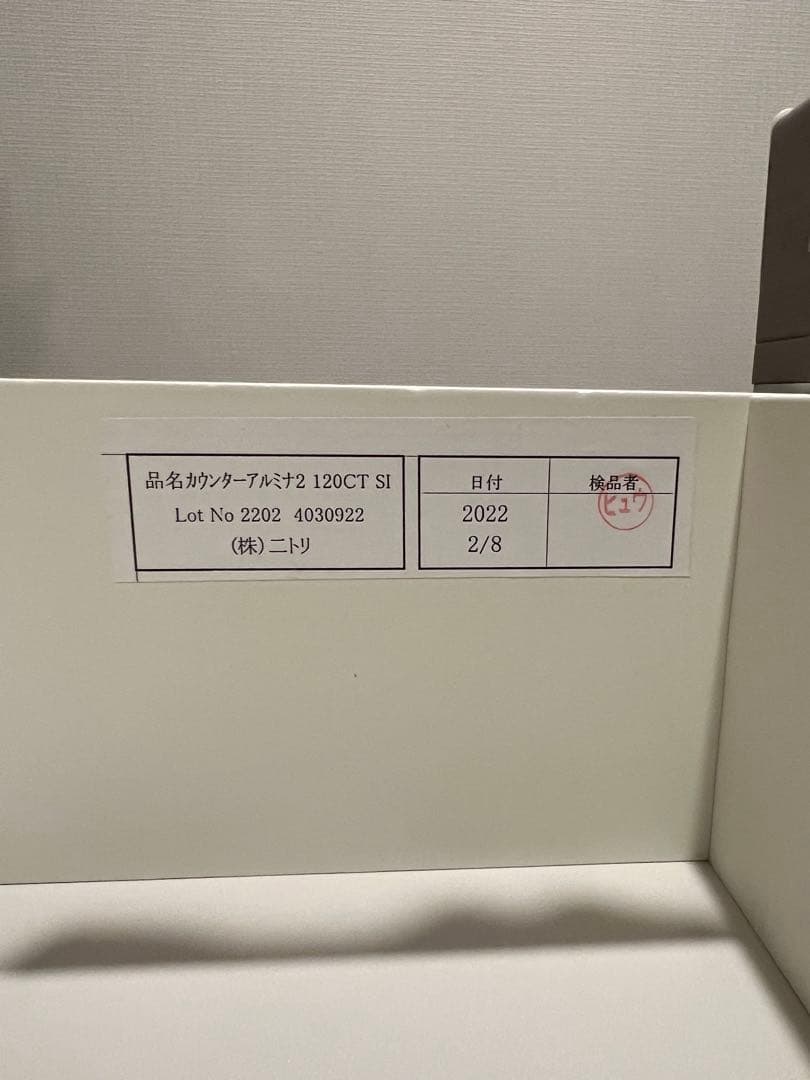 品名カウンターアルミナ2 120CT SI
Lot No 2202 4030922
(株)ニトリ
日付
2022
2/8
検品者
ヒュウ